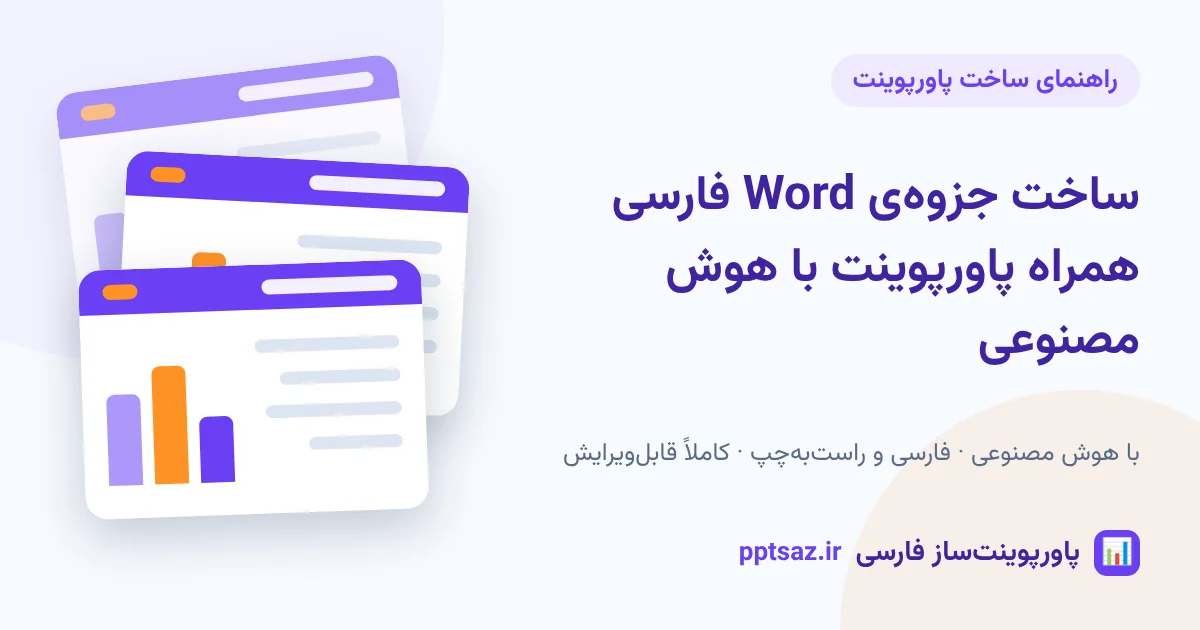 راهنمای ساخت پاورپوینت
ساخت جزوه‌ی Word فارسی
همراه پاورپوینت با هوش
مصنوعی
با هوش مصنوعی · فارسی و راست‌به‌چپ · کاملاً قابل‌ویرایش
پاورپوینت‌ساز فارسی pptsaz.ir